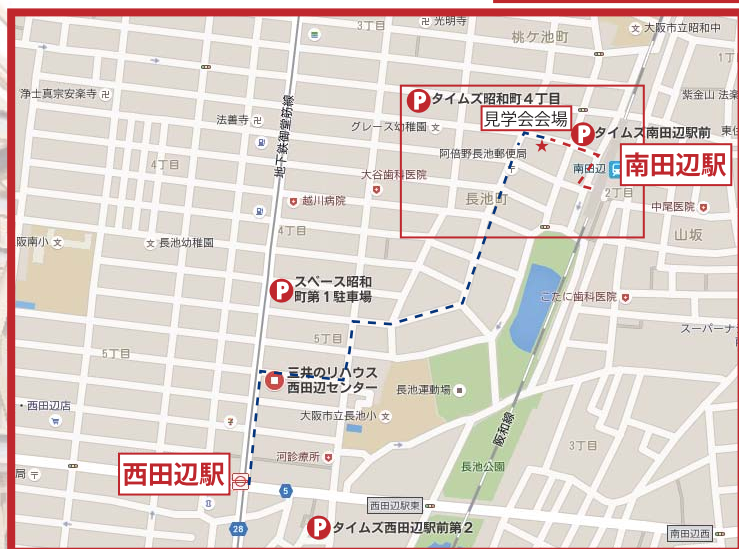 3丁目
光明寺
桃ケ池町
大阪市立昭和中
1丁
浄土真宗安楽寺
法善寺
グレース幼稚園
P タイムズ昭和町4丁目
見学会会場
P タイムズ南田辺駅前
紫金山 法楽
地下鉄御堂筋線
4丁目
大谷歯科医院
阿倍野長池郵便局
南田辺
南田辺駅
2丁目
越川病院
長池町
中尾医院
山坂
阪南小
長池幼稚園
4丁目
P スペース昭和
町第1駐車場
こたに歯科医院
スーパーナ
5丁目
5丁目
三井のリハウス
西田辺センター
長池運動場
・西田辺店
大阪市立長池小
阪和線
3丁目
河診療所
長池公園
西田辺駅
局
5
西田辺駅東
28
P タイムズ西田辺駅前第2
南田辺西